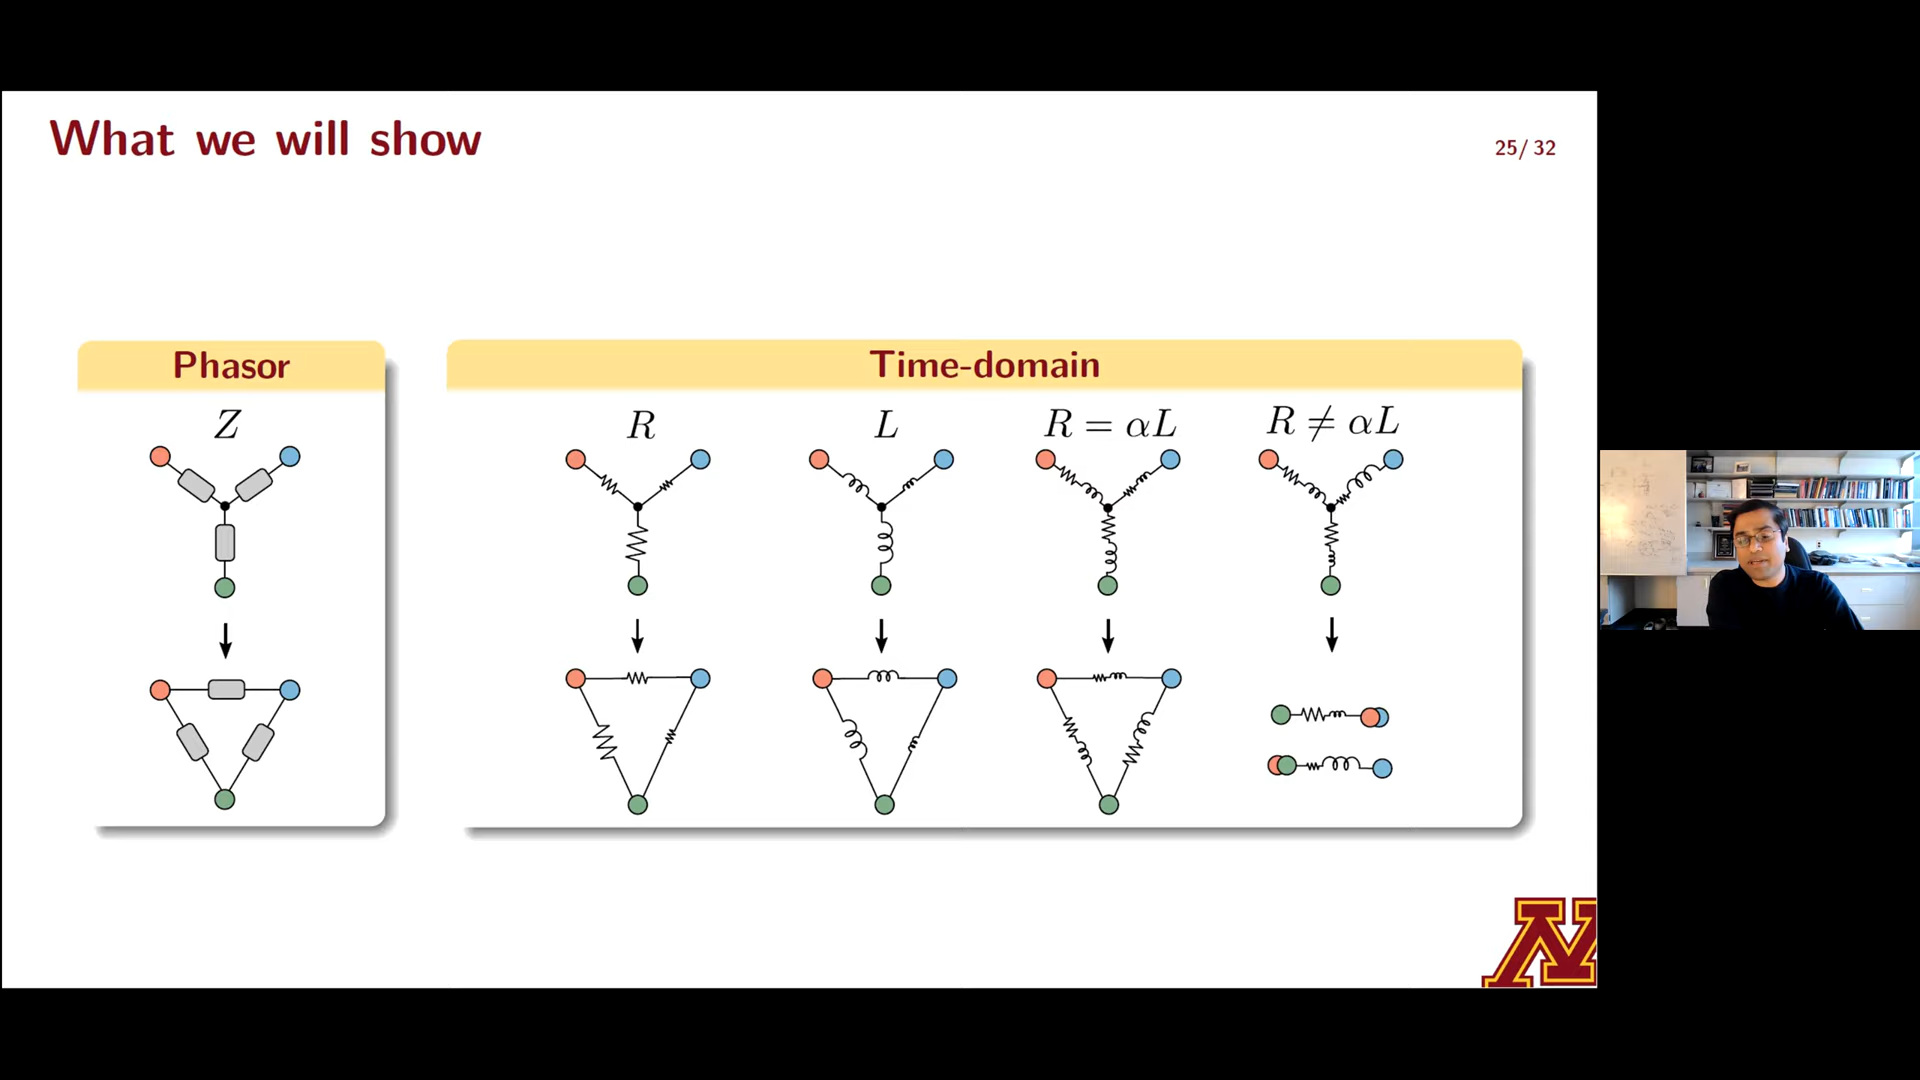 What we will show
25/ 32
Phasor
Time-domain
Z
R
L
R = αL
R ≠ αL